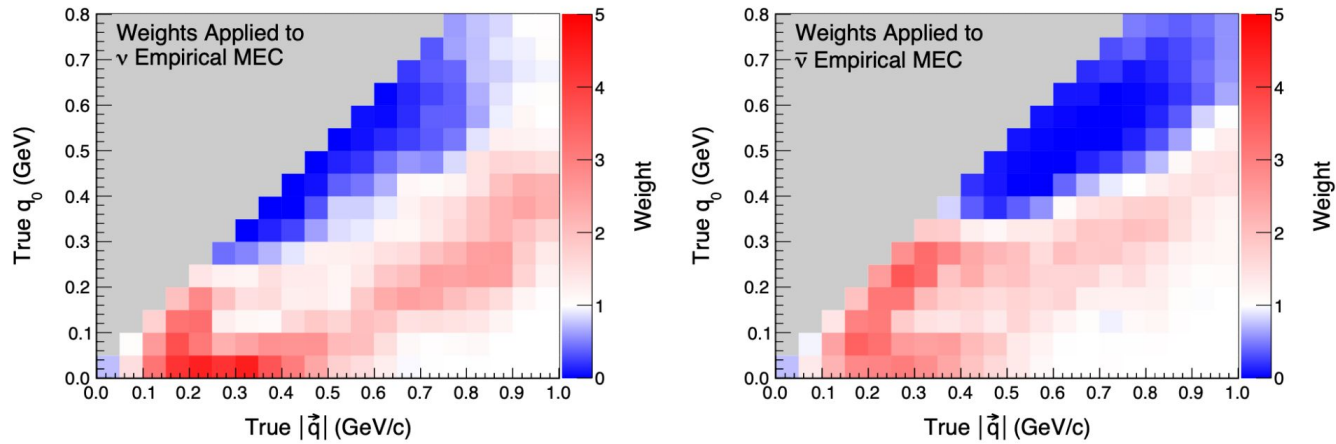 Weights Applied to
ν Empirical MEC
True q₀ (GeV)
0.8
0.7
0.6
0.5
0.4
0.3
0.2
0.1
0.0
0.0 0.1 0.2 0.3 0.4 0.5 0.6 0.7 0.8 0.9 1.0
True |q⃗| (GeV/c)
5
4
3
2
1
0
Weight
Weights Applied to
ν̄ Empirical MEC
True q₀ (GeV)
0.8
0.7
0.6
0.5
0.4
0.3
0.2
0.1
0.0
0.0 0.1 0.2 0.3 0.4 0.5 0.6 0.7 0.8 0.9 1.0
True |q⃗| (GeV/c)
5
4
3
2
1
0
Weight